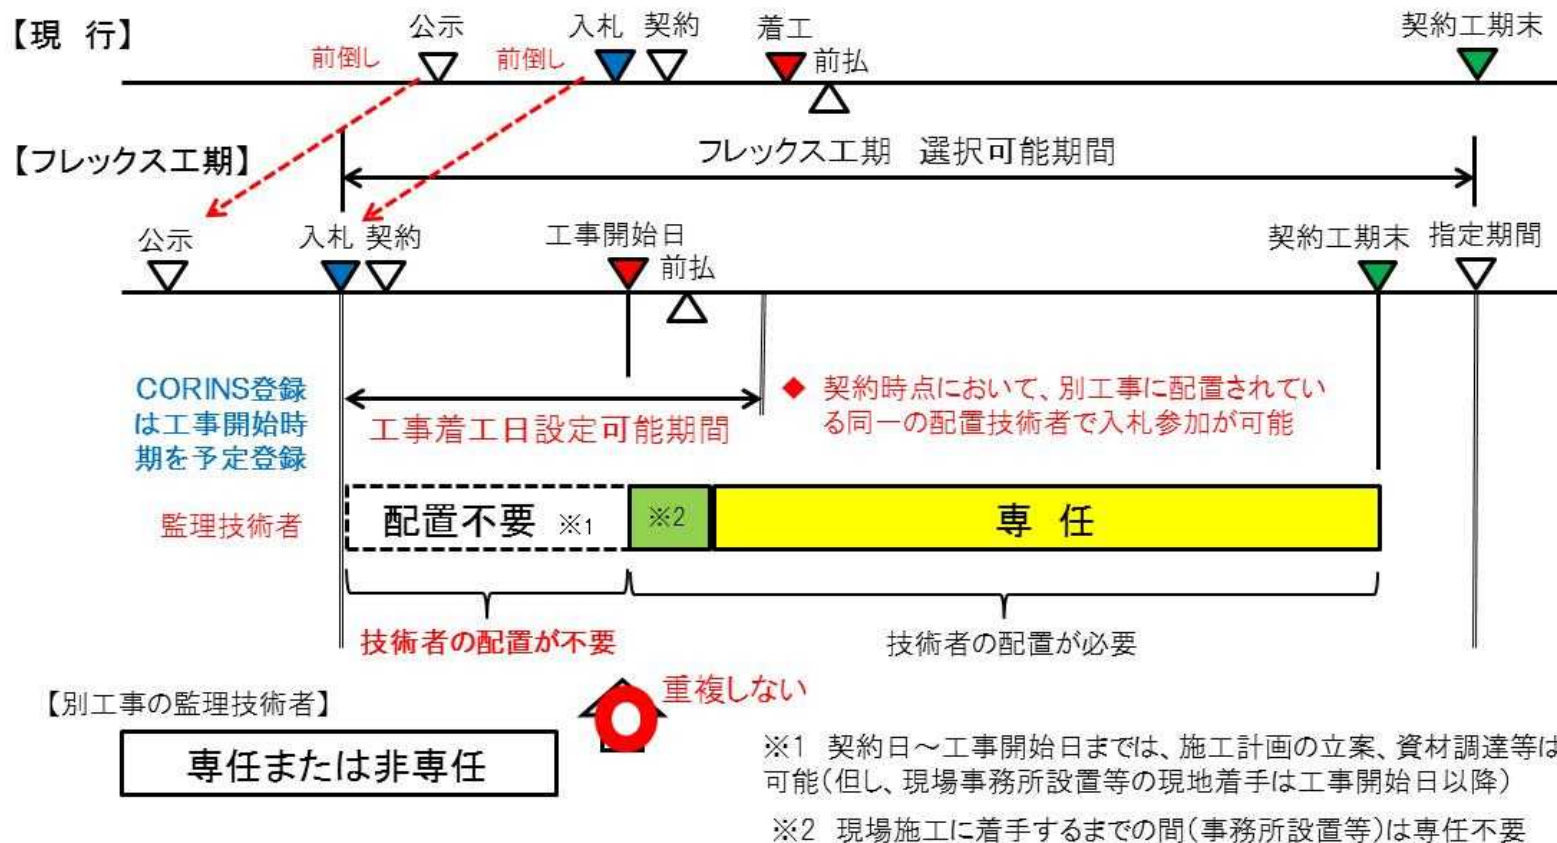 【現 行】
公示
入札
契約
着工
契約工期末
前倒し
前倒し
前払
【フレックス工期】
フレックス工期 選択可能期間
公示
入札
契約
工事開始日
前払
契約工期末
指定期間
CORINS登録
は工事開始時
期を予定登録
工事着工日設定可能期間
◆ 契約時点において、別工事に配置されてい
る同一の配置技術者で入札参加が可能
監理技術者
配置不要 ※1
※2
専 任
技術者の配置が不要
技術者の配置が必要
【別工事の監理技術者】
重複しない
専任または非専任
※1 契約日～工事開始日までは、施工計画の立案、資材調達等は
可能(但し、現場事務所設置等の現地着手は工事開始日以降)
※2 現場施工に着手するまでの間(事務所設置等)は専任不要